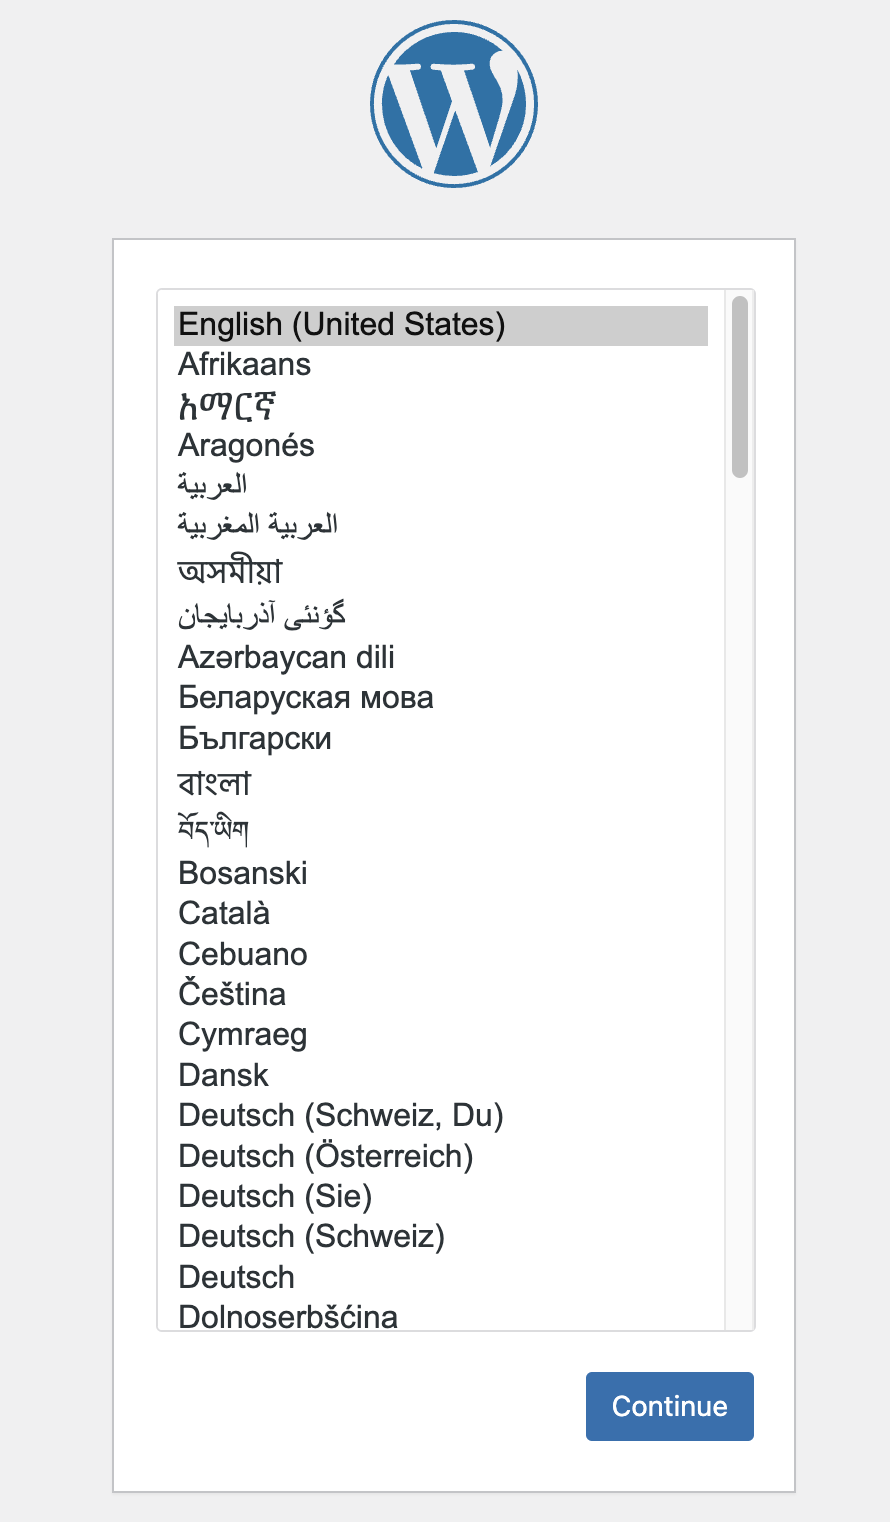 English (United States)
Afrikaans
አማርኛ
Aragonés
العربية
العربية المغربية
অসমীয়া
گؤنئی آذربایجان
Azərbaycan dili
Беларуская мова
Български
বাংলা
བོད་ཡིག
Bosanski
Català
Cebuano
Čeština
Cymraeg
Dansk
Deutsch (Schweiz, Du)
Deutsch (Österreich)
Deutsch (Sie)
Deutsch (Schweiz)
Deutsch
Dolnoserbšćina
Continue